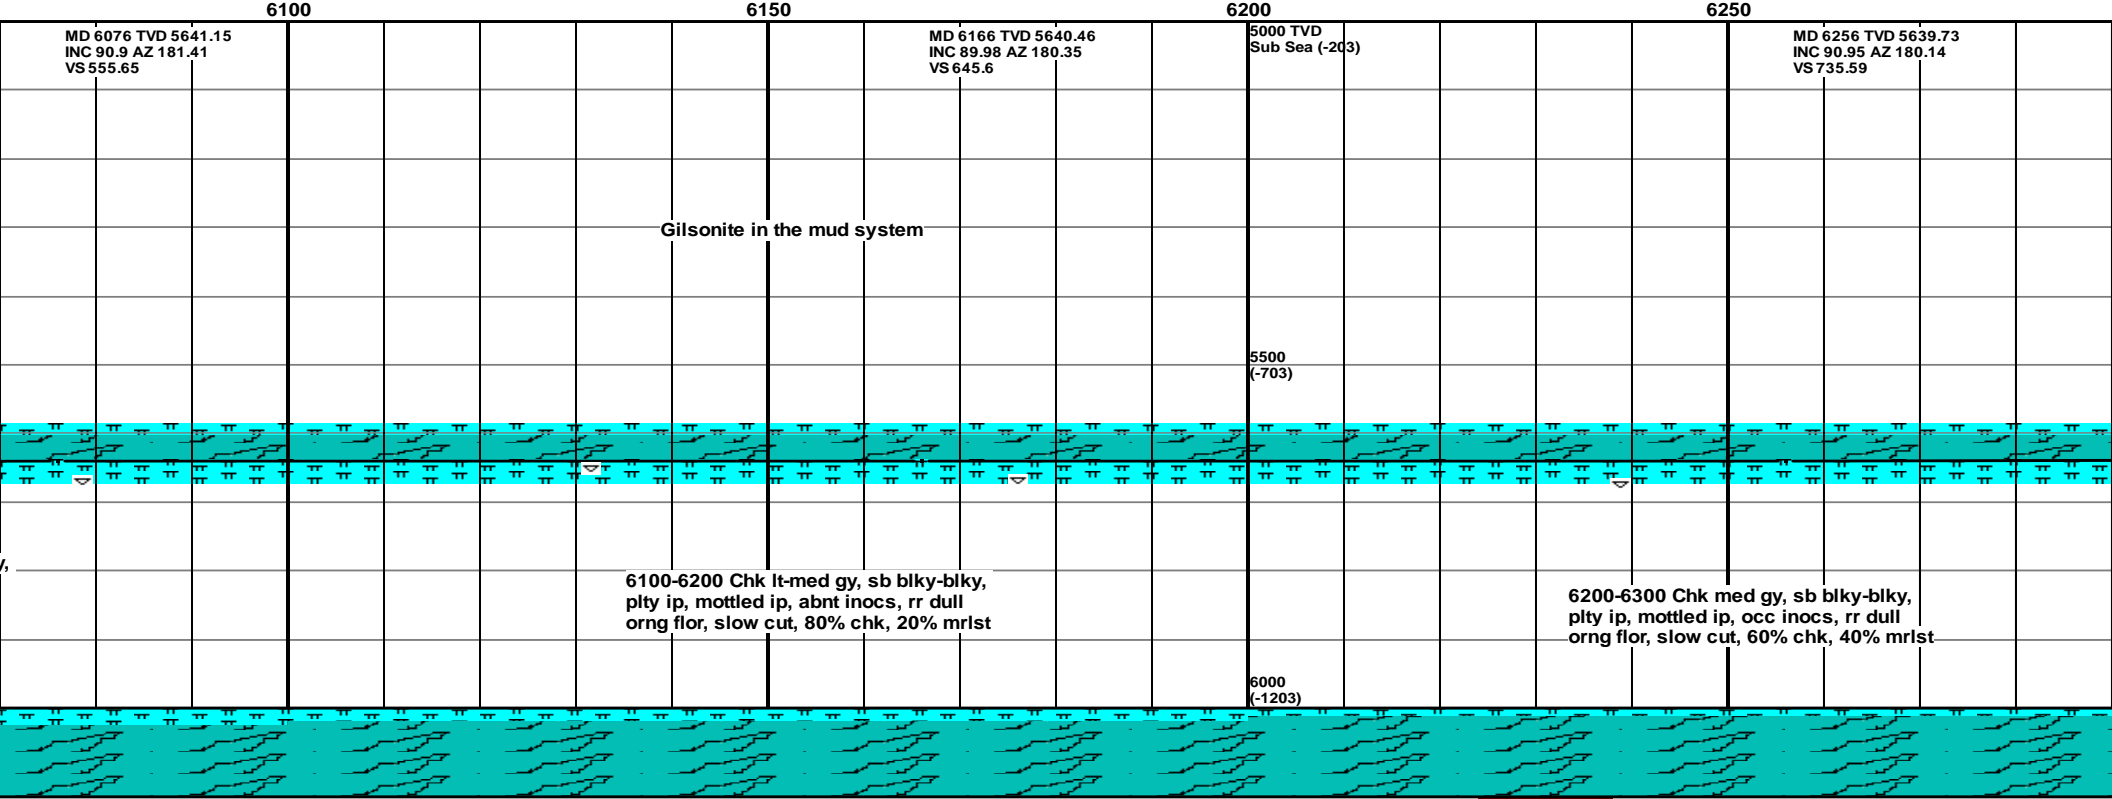 6100 6150 6200 6250
MD 6076 TVD 5641.15
INC 90.9 AZ 181.41
VS 555.65
MD 6166 TVD 5640.46
INC 89.98 AZ 180.35
VS 645.6
5000 TVD
Sub Sea (-203)
MD 6256 TVD 5639.73
INC 90.95 AZ 180.14
VS 735.59
Gilsonite in the mud system
5500
(-703)
y,
6100-6200 Chk lt-med gy, sb blky-blky,
plty ip, mottled ip, abnt inocs, rr dull
orng flor, slow cut, 80% chk, 20% mrlst
6200-6300 Chk med gy, sb blky-blky,
plty ip, mottled ip, occ inocs, rr dull
orng flor, slow cut, 60% chk, 40% mrlst
6000
(-1203)